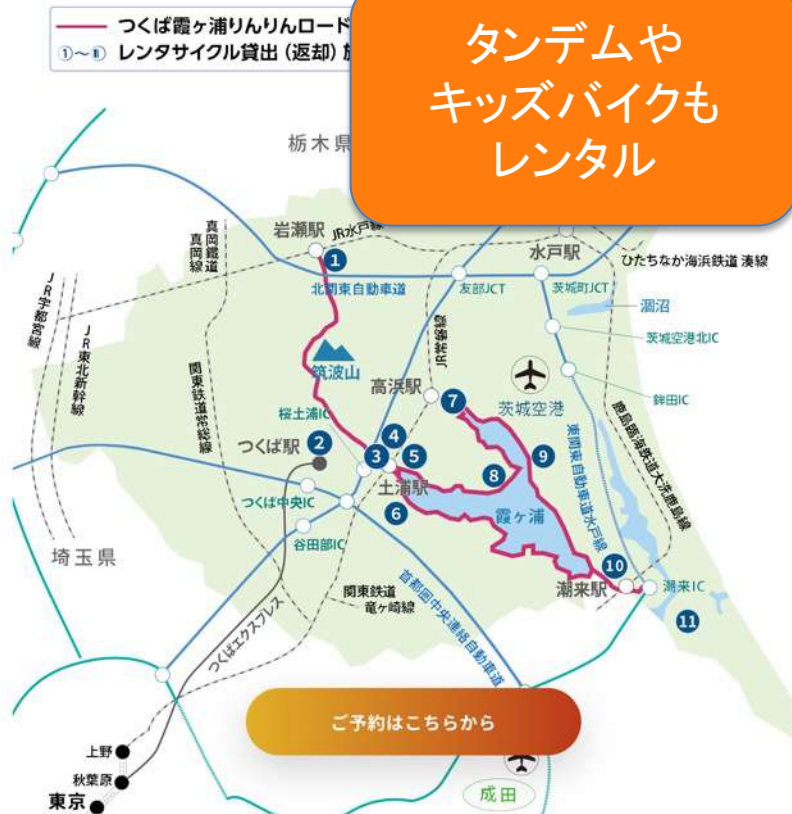 つくば霞ヶ浦りんりんロード
①～⑪ レンタサイクル貸出（返却）
タンデムや
キッズバイクも
レンタル
栃木県
岩瀬駅
JR水戸線
水戸駅
ひたちなか海浜鉄道 湊線
真岡鐵道
真岡線
1
北関東自動車道
友部JCT
茨城町JCT
涸沼
茨城空港北IC
JR宇都宮線
JR東北新幹線
JR常磐線
筑波山
高浜駅
7
茨城空港
鉾田IC
関東鉄道常総線
桜土浦IC
つくば駅
2
3
4
5
土浦駅
6
8
9
霞ヶ浦
東関東自動車道水戸線
鹿島臨海鉄道大洗鹿島線
つくば中央IC
谷田部IC
埼玉県
10
潮来駅
潮来IC
11
関東鉄道
竜ヶ崎線
首都圏中央連絡自動車道
つくばエクスプレス
ご予約はこちらから
上野
秋葉原
東京
成田